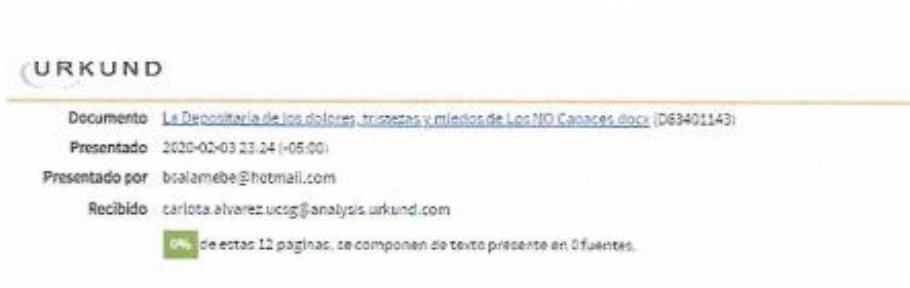 URKUND
Documento La Depositaria de los dolores, tristezas y miedos de Los NO Capaces.docx (D63401143)
Presentado 2020-02-03 23:24 (-05:00)
Presentado por bsalamebe@hotmail.com
Recibido carlota.alvarez.ucsg@analysis.urkund.com
0% de estas 12 paginas, se componen de texto presente en 0 fuentes.